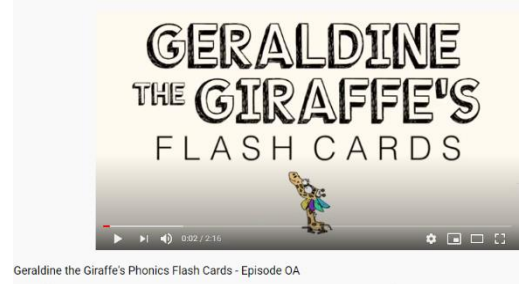 GERALDINE
THE GIRAFFE'S
FLASH CARDS
0:02 / 2:16
Geraldine the Giraffe's Phonics Flash Cards - Episode OA